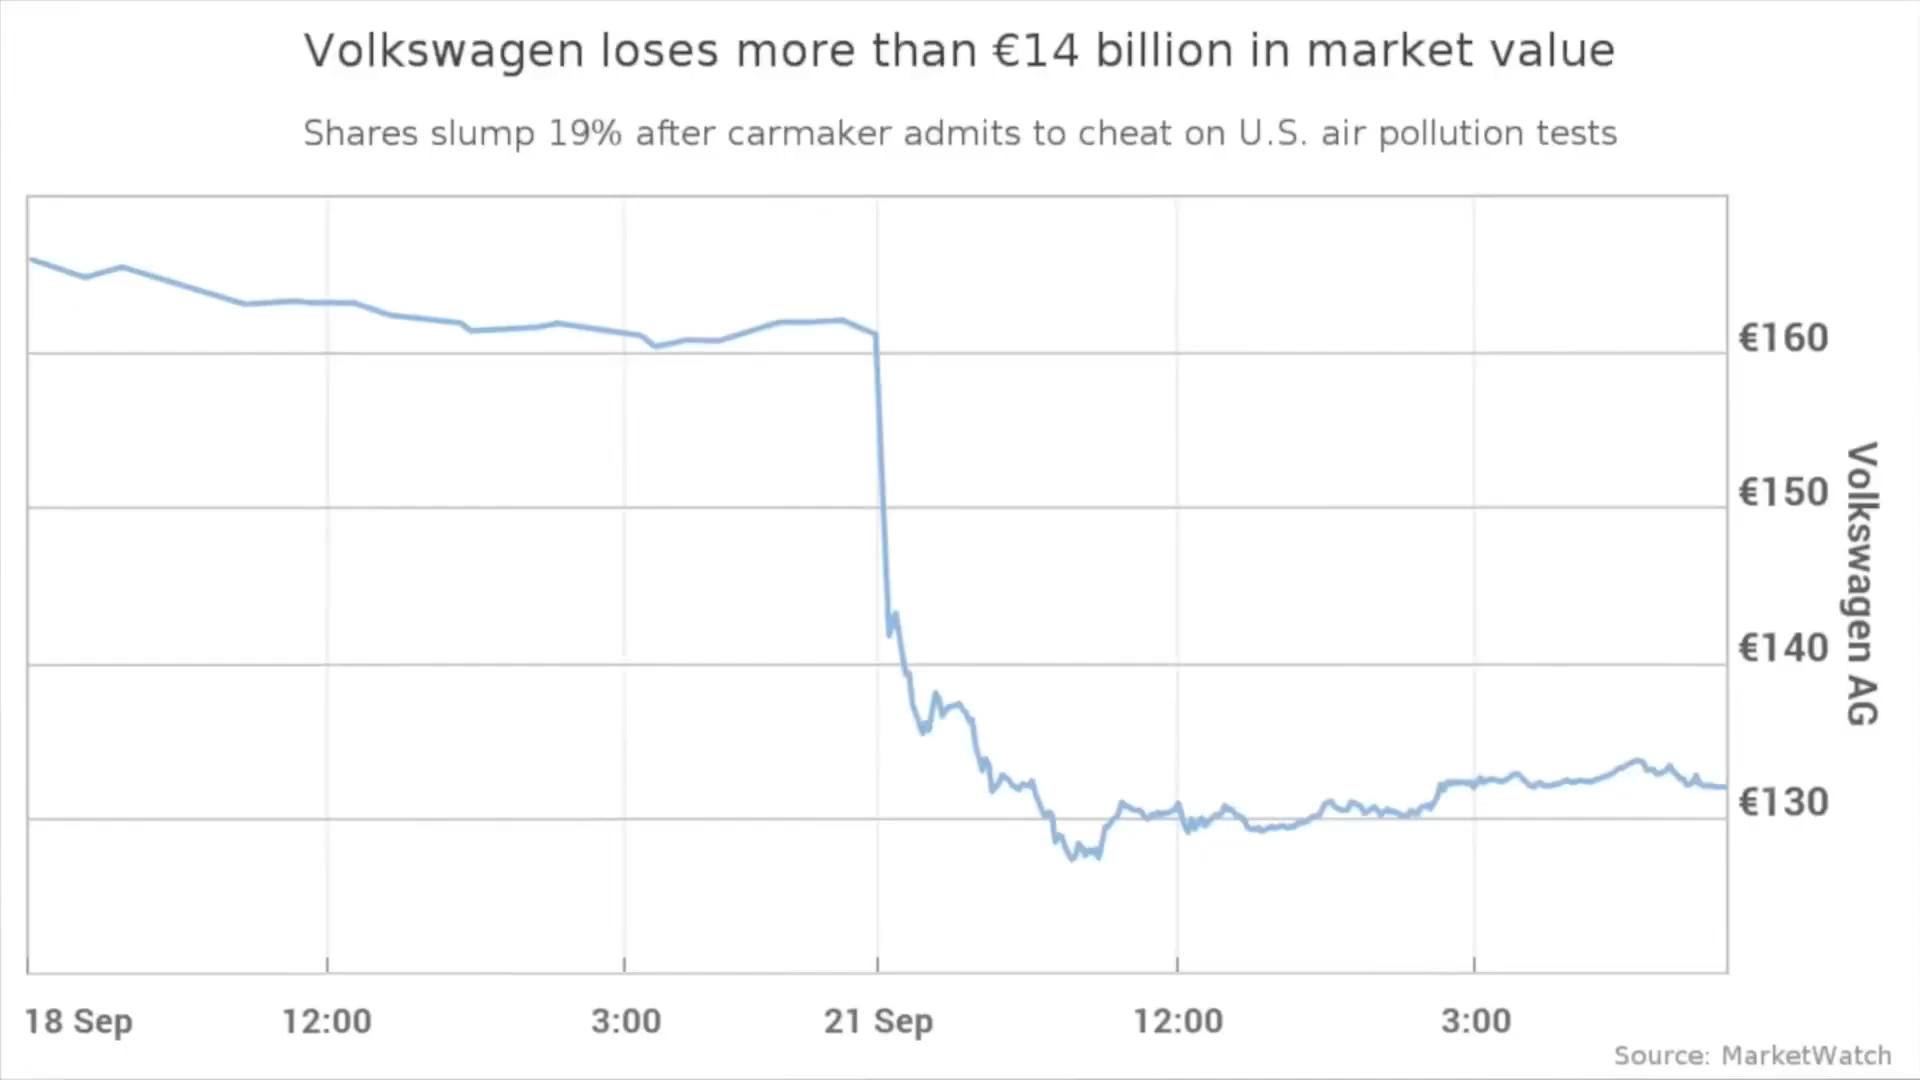 Volkswagen loses more than €14 billion in market value
Shares slump 19% after carmaker admits to cheat on U.S. air pollution tests
€160
€150
€140
€130
Volkswagen AG
18 Sep 12:00 3:00 21 Sep 12:00 3:00
Source: MarketWatch